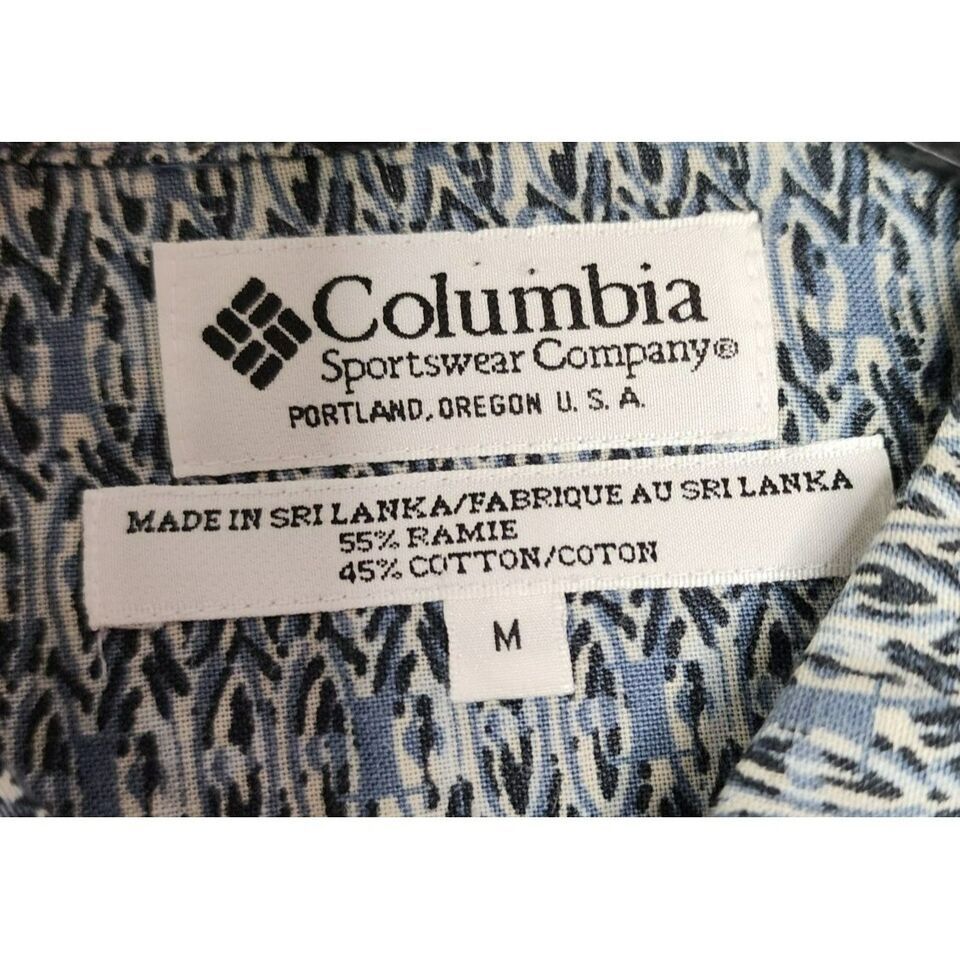 Columbia
Sportswear Company®
PORTLAND, OREGON U.S.A.
MADE IN SRI LANKA/FABRIQUE AU SRI LANKA
55% RAMIE
45% COTTON/COTON
M